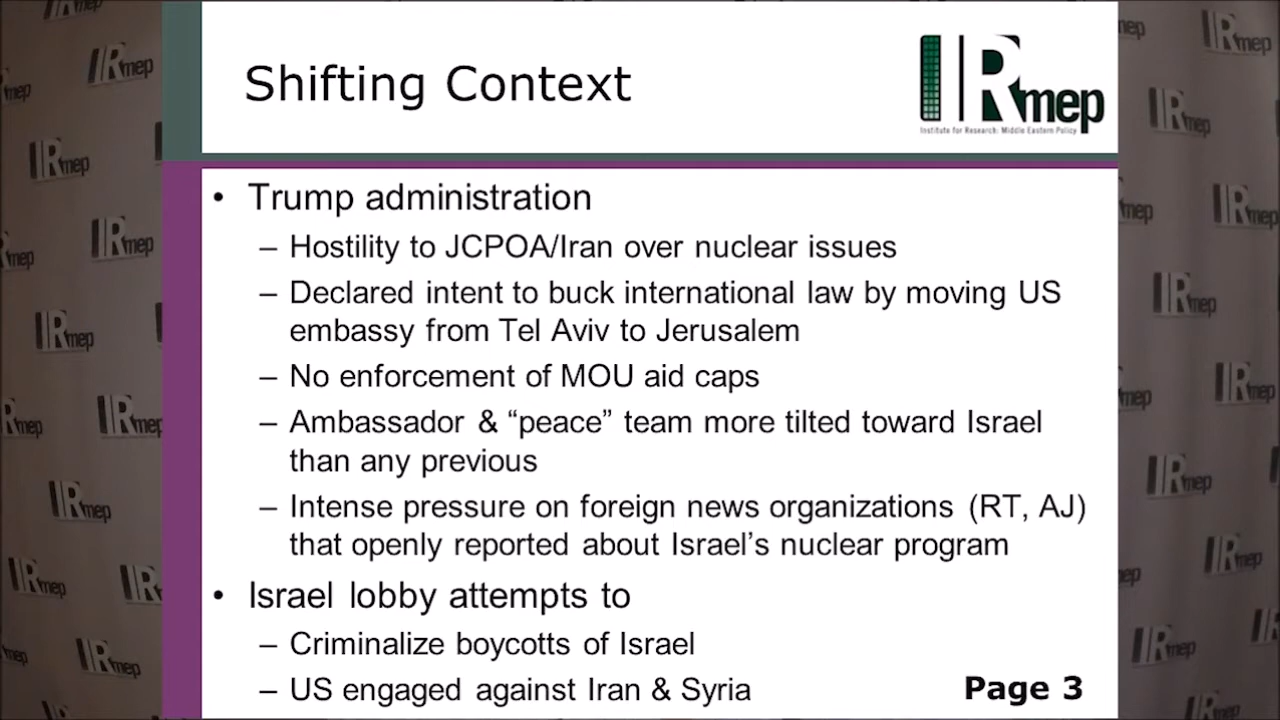 Shifting Context
IRmep
Institute for Research: Middle Eastern Policy
• Trump administration
– Hostility to JCPOA/Iran over nuclear issues
– Declared intent to buck international law by moving US
embassy from Tel Aviv to Jerusalem
– No enforcement of MOU aid caps
– Ambassador & “peace” team more tilted toward Israel
than any previous
– Intense pressure on foreign news organizations (RT, AJ)
that openly reported about Israel’s nuclear program
• Israel lobby attempts to
– Criminalize boycotts of Israel
– US engaged against Iran & Syria
Page 3